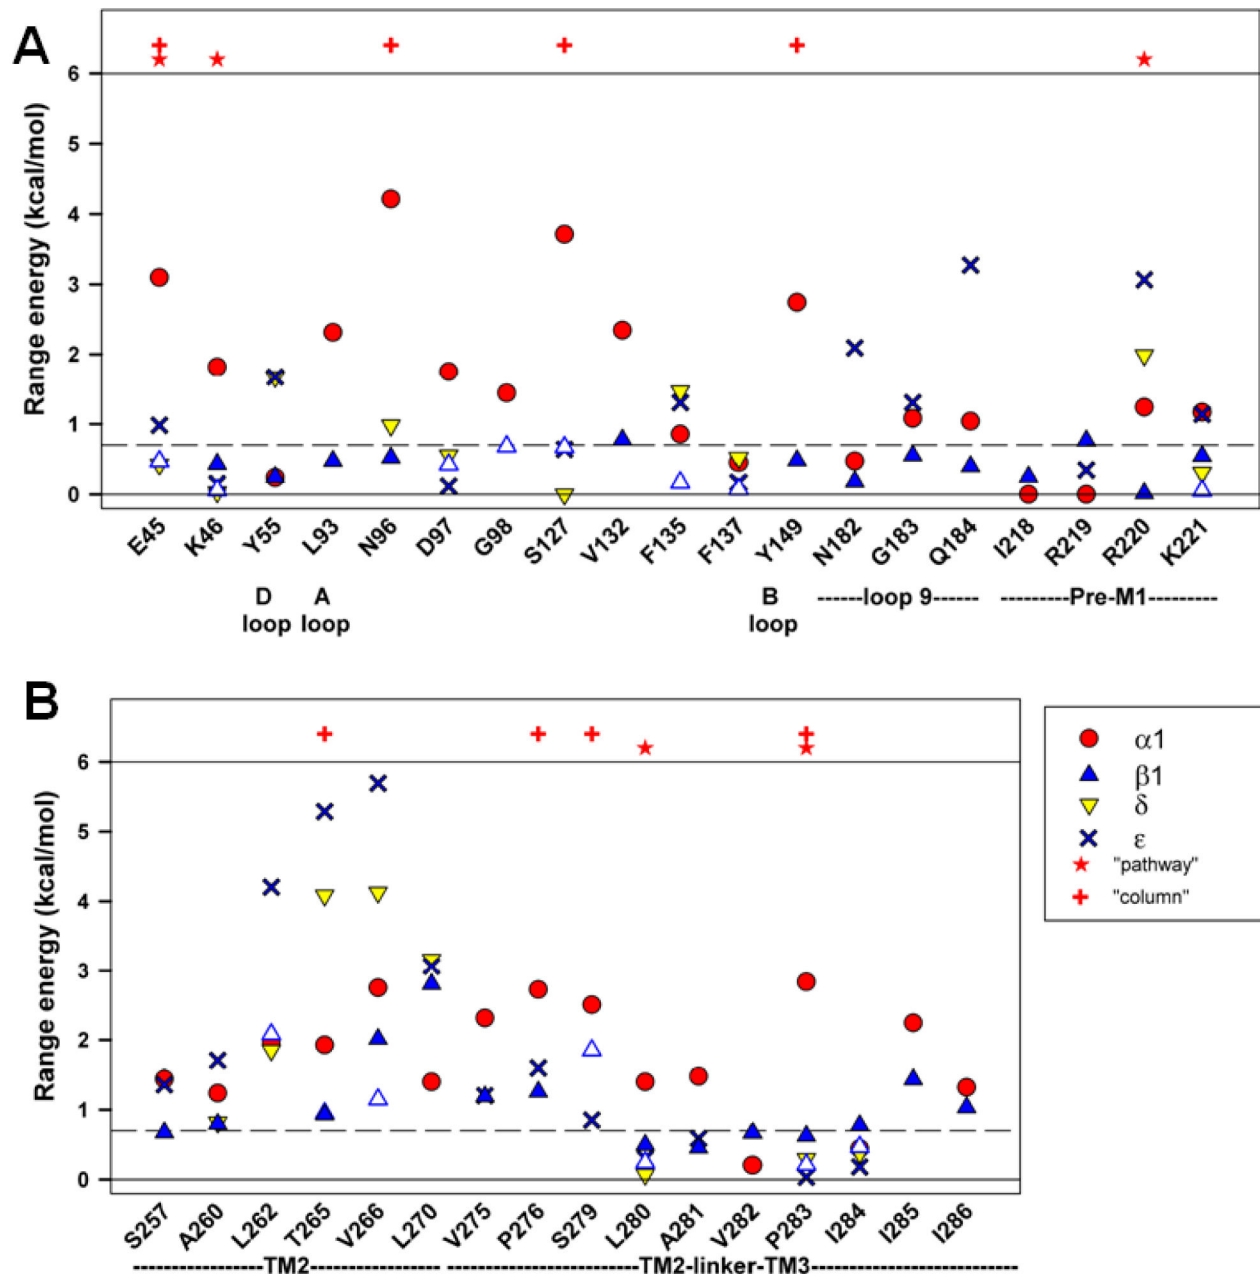 A
Range energy (kcal/mol)
6
5
4
3
2
1
0
E45 K46 Y55 L93 N96 D97 G98 S127 V132 F135 F137 Y149 N182 G183 Q184 I218 R219 R220 K221
D A B ------loop 9------ ---------Pre-M1---------
loop loop loop
B
Range energy (kcal/mol)
6
5
4
3
2
1
0
S257 A260 L262 T265 V266 L270 V275 P276 S279 L280 A281 V282 P283 I284 I285 I286
----------------TM2---------------- ----------------------TM2-linker-TM3------------------------
α1
β1
δ
ε
"pathway"
"column"